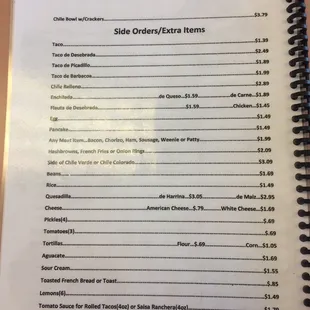 Chile Bowl w/Crackers...$3.79
Side Orders/Extra Items
Taco...$1.39
Taco de Desebrada...$2.49
Taco de Picadillo...$1.89
Taco de Barbacoa...$1.99
Chile Relleno...$2.99
Enchilada...de Queso...$1.59...de Carne...$1.89
Flauta de Desebrada...$1.59...Chicken...$1.45
Egg...$1.49
Pancake...$1.49
Any Meat Item...Bacon, Chorizo, Ham, Sausage, Weenie or Patty...$1.99
Hashbrowns, French Fries or Onion Rings...$2.09
Side of Chile Verde or Chile Colorado...$3.09
Beans...$1.69
Rice...$1.49
Quesadilla...de Harrina...$3.05...de Maiz...$2.95
Cheese...American Cheese...$.79...White Cheese...$1.69
Pickles(4)...$.69
Tomatoes(3)...$.69
Tortillas...Flour...$.69...Corn...$1.05
Aguacate...$1.69
Sour Cream...$1.55
Toasted French Bread or Toast...$.85
Lemons(6)...$1.49
Tomato Sauce for Rolled Tacos(4oz) or Salsa Ranchera(4oz)...